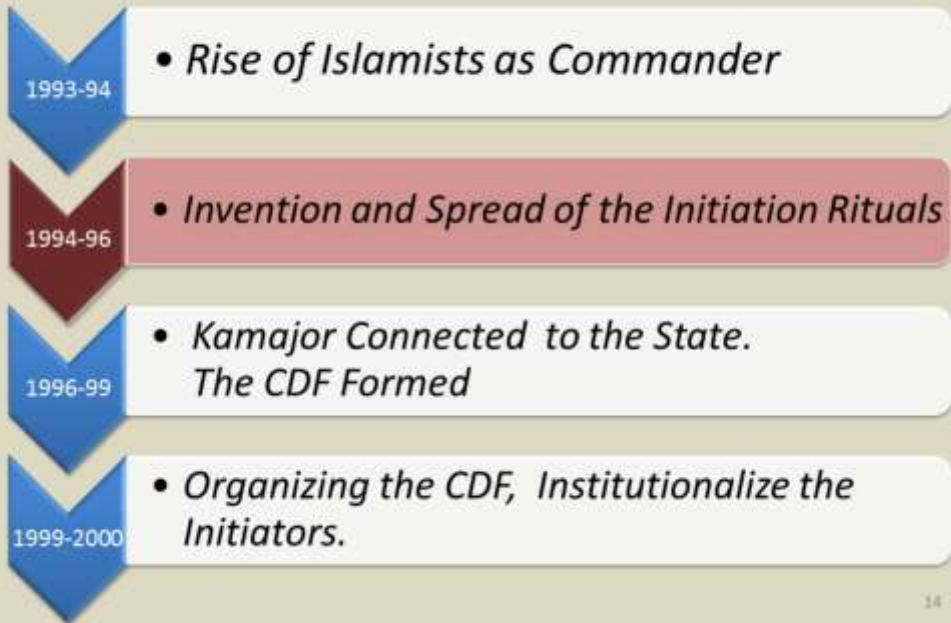 1993-94
• Rise of Islamists as Commander
1994-96
• Invention and Spread of the Initiation Rituals
1996-99
• Kamajor Connected to the State.
The CDF Formed
1999-2000
• Organizing the CDF, Institutionalize the
Initiators.
14